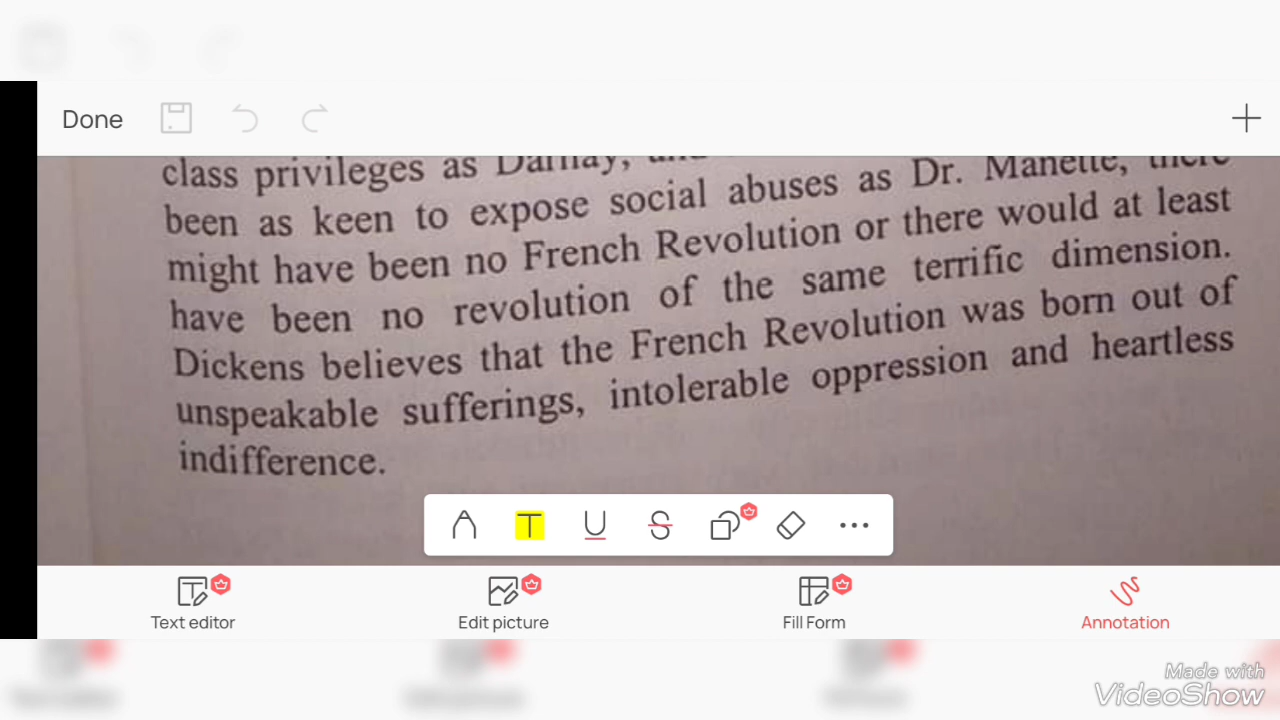 Done
class privileges as Darnay,
been as keen to expose social abuses as Dr. Manette, there
might have been no French Revolution or there would at least
have been no revolution of the same terrific dimension.
Dickens believes that the French Revolution was born out of
unspeakable sufferings, intolerable oppression and heartless
indifference.
T U S
Text editor
Edit picture
Fill Form
Annotation
Made with
VideoShow